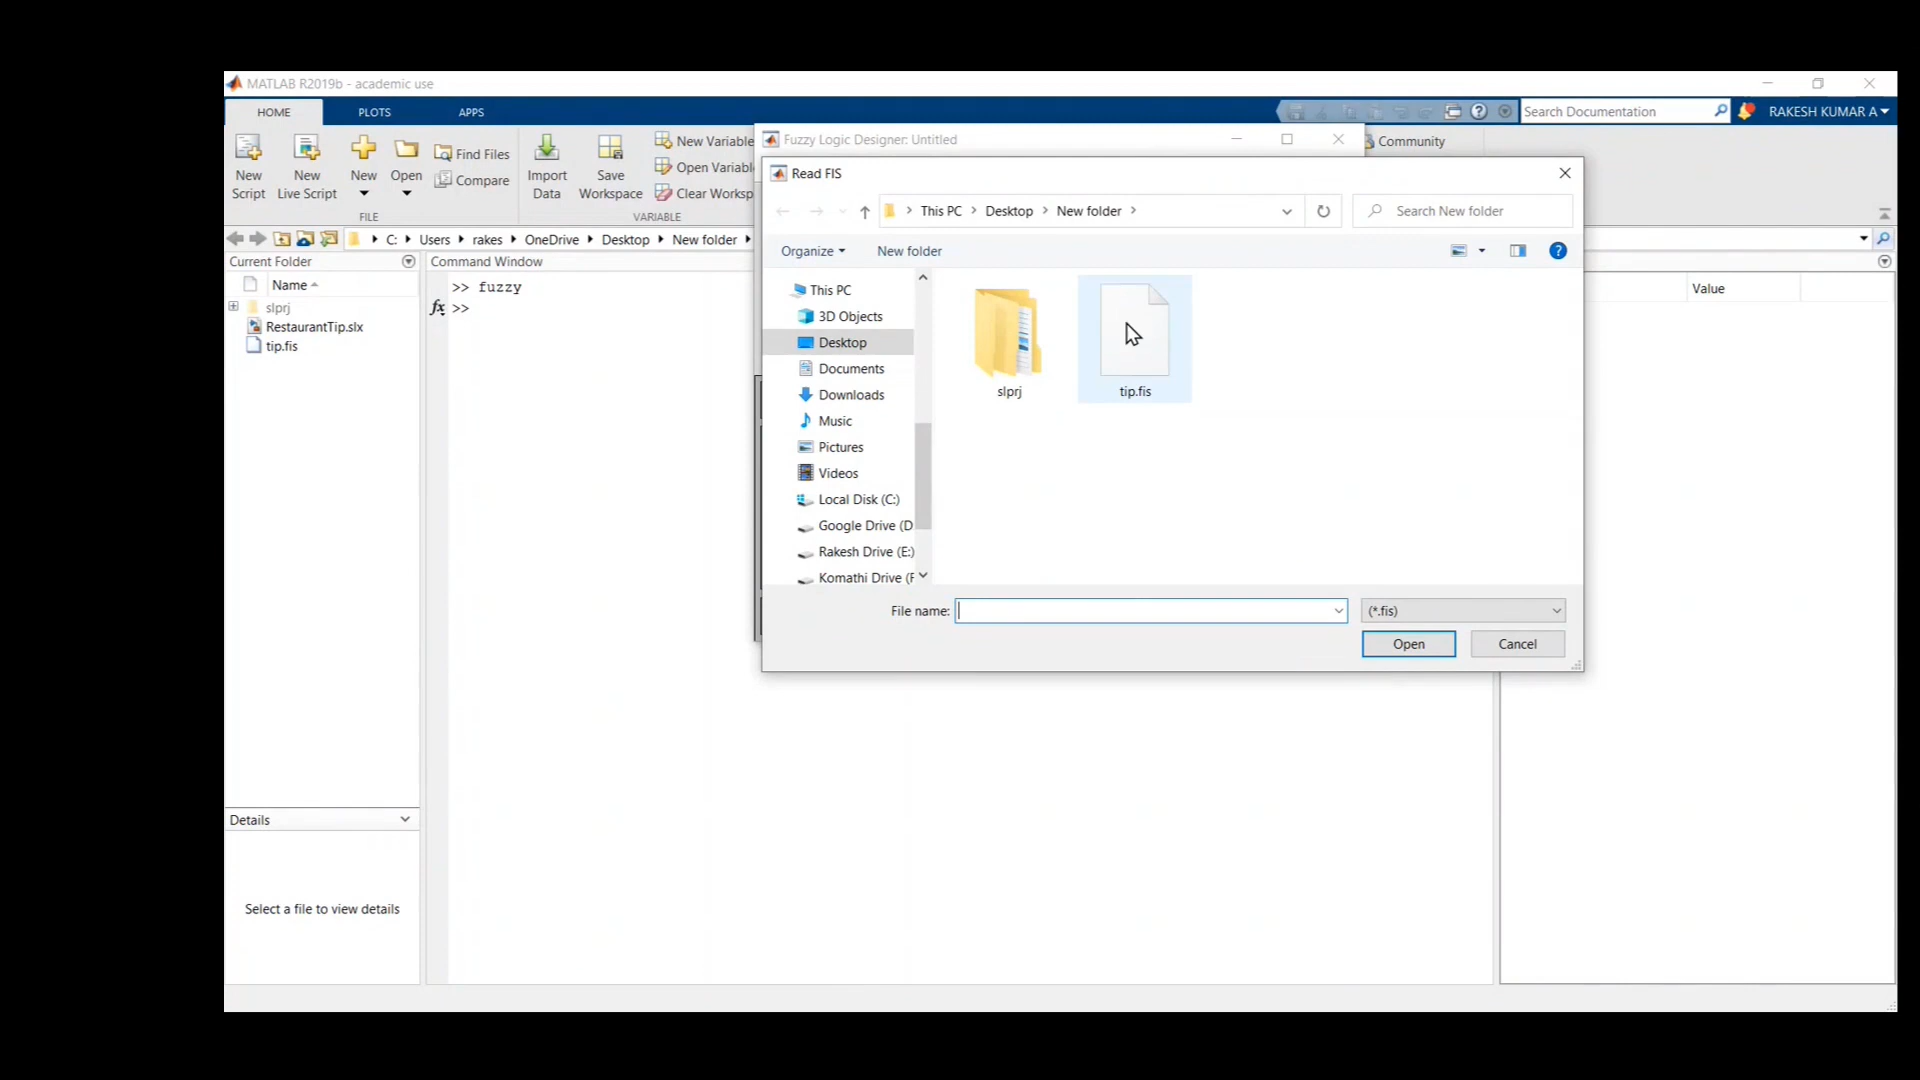 MATLAB R2019b - academic use
HOME
PLOTS
APPS
Search Documentation
RAKESH KUMAR A
New Script
New Live Script
New
Open
Find Files
Compare
Import Data
Save Workspace
New Variable
Open Variabl
Clear Worksp
FILE
VARIABLE
Community
C: Users rakes OneDrive Desktop New folder
Current Folder
Name
slprj
RestaurantTip.slx
tip.fis
Details
Select a file to view details
Command Window
>> fuzzy
fx >>
Value
Fuzzy Logic Designer: Untitled
Read FIS
This PC > Desktop > New folder >
Search New folder
Organize
New folder
This PC
3D Objects
Desktop
Documents
Downloads
Music
Pictures
Videos
Local Disk (C:)
Google Drive (D
Rakesh Drive (E:)
Komathi Drive (F
slprj
tip.fis
File name:
(*.fis)
Open
Cancel